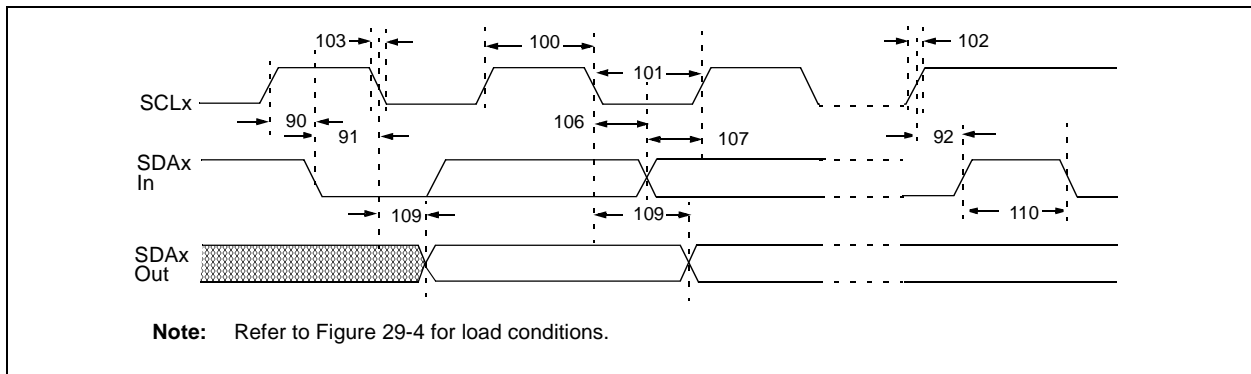 103
100
102
101
SCLx
90
91
106
107
92
SDAx
In
109
109
110
SDAx
Out
Note: Refer to Figure 29-4 for load conditions.